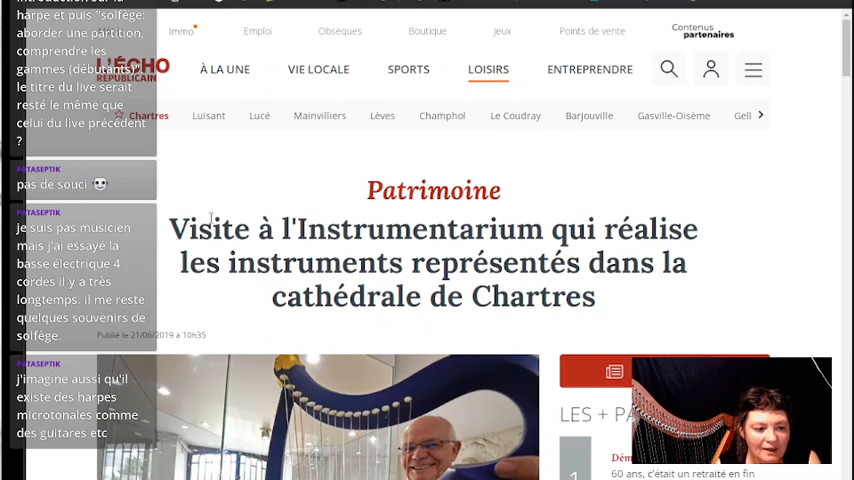 introduction sur la
harpe et puis "solfège:
aborder une partition,
comprendre les
gammes (débutants)"
le titre du live serait
resté le même que
celui du live précédent
?
PATASEPTIK
pas de souci
PATASEPTIK
je suis pas musicien
mais j'ai essayé la
basse électrique 4
cordes il y a très
longtemps. il me reste
quelques souvenirs de
solfège.
PATASEPTIK
j'imagine aussi qu'il
existe des harpes
microtonales comme
des guitares etc
Immo
Emploi
Obsèques
Boutique
Jeux
Points de vente
Contenus
partenaires
L'ÉCHO
RÉPUBLICAIN
À LA UNE
VIE LOCALE
SPORTS
LOISIRS
ENTREPRENDRE
Chartres
Luisant
Lucé
Mainvilliers
Lèves
Champhol
Le Coudray
Barjouville
Gasville-Oisème
Gell
Patrimoine
Visite à l'Instrumentarium qui réalise
les instruments représentés dans la
cathédrale de Chartres
Publié le 21/06/2019 à 10h35
LES + PA
1
Dém
60 ans, c'était un retraité en fin